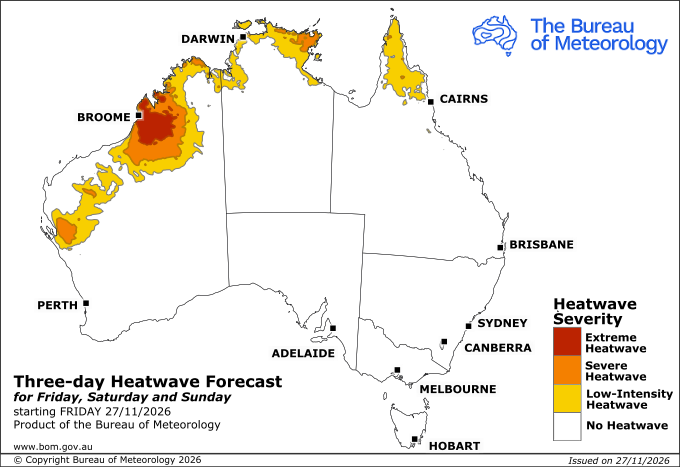 The Bureau
of Meteorology
DARWIN
CAIRNS
BROOME
BRISBANE
PERTH
SYDNEY
CANBERRA
ADELAIDE
MELBOURNE
HOBART
Heatwave
Severity
Extreme
Heatwave
Severe
Heatwave
Low-Intensity
Heatwave
No Heatwave
Three-day Heatwave Forecast
for Friday, Saturday and Sunday
starting FRIDAY 27/11/2026
Product of the Bureau of Meteorology
www.bom.gov.au
© Copyright Bureau of Meteorology 2026
Issued on 27/11/2026